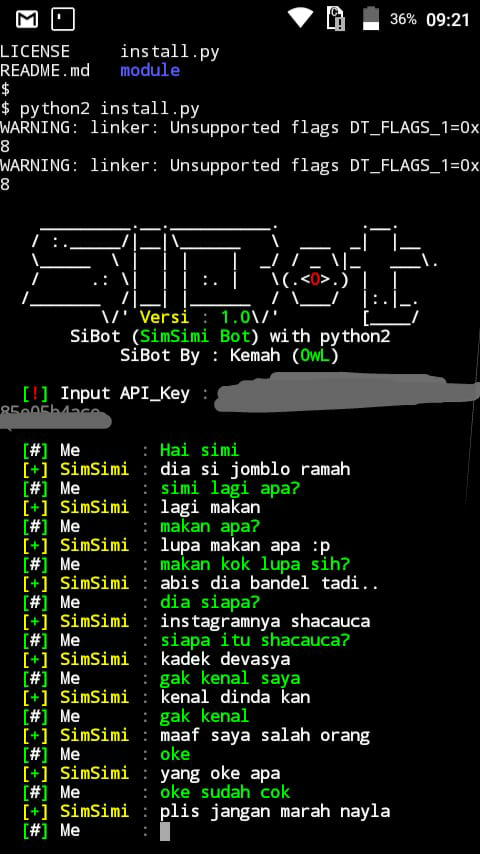 36% 09:21
LICENSE install.py
README.md module
$
$ python2 install.py
WARNING: linker: Unsupported flags DT_FLAGS_1=0x
8
WARNING: linker: Unsupported flags DT_FLAGS_1=0x
8
SiBot
Versi : 1.0
SiBot (SimSimi Bot) with python2
SiBot By : Kemah (OwL)
[!] Input API_Key :
[#] Me : Hai simi
[+] SimSimi : dia si jomblo ramah
[#] Me : simi lagi apa?
[+] SimSimi : lagi makan
[#] Me : makan apa?
[+] SimSimi : lupa makan apa :p
[#] Me : makan kok lupa sih?
[+] SimSimi : abis dia bandel tadi..
[#] Me : dia siapa?
[+] SimSimi : instagramnya shacauca
[#] Me : siapa itu shacauca?
[+] SimSimi : kadek devasya
[#] Me : gak kenal saya
[+] SimSimi : kenal dinda kan
[#] Me : gak kenal
[+] SimSimi : maaf saya salah orang
[#] Me : oke
[+] SimSimi : yang oke apa
[#] Me : oke sudah cok
[+] SimSimi : plis jangan marah nayla
[#] Me :